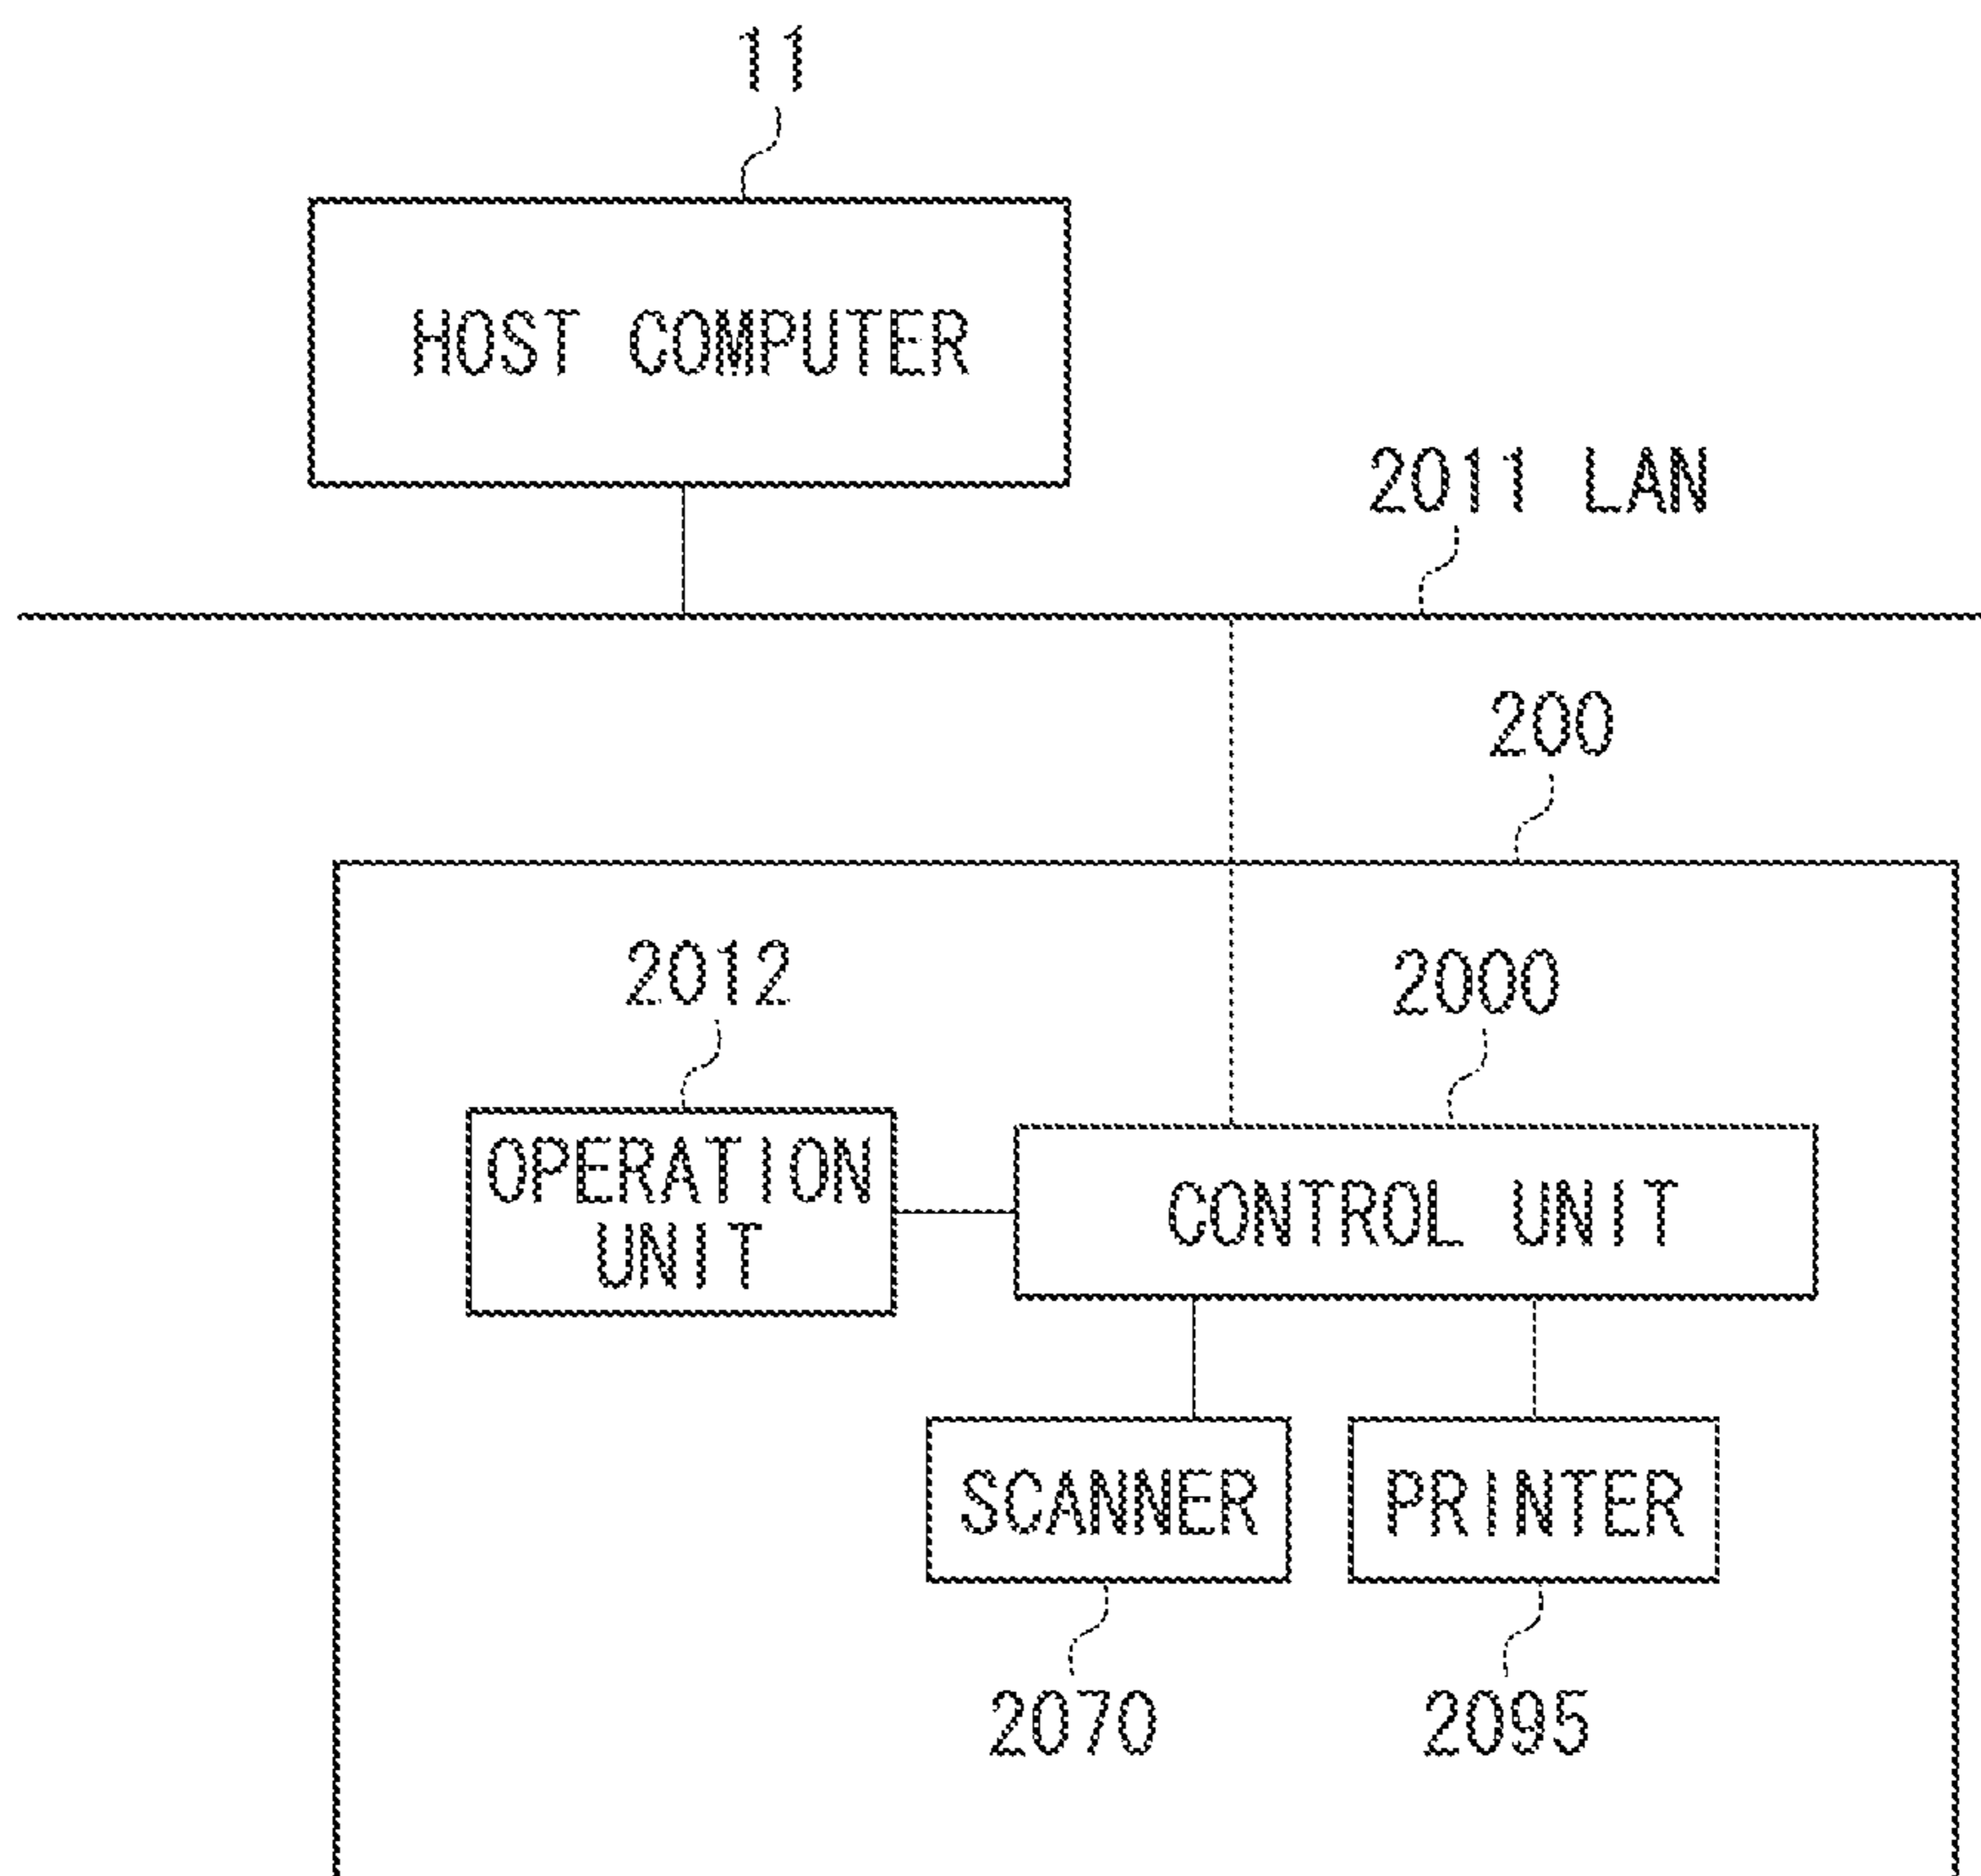 11
HOST COMPUTER
2011 LAN
200
2012
2000
OPERATION
UNIT
CONTROL UNIT
SCANNER
PRINTER
2070
2095